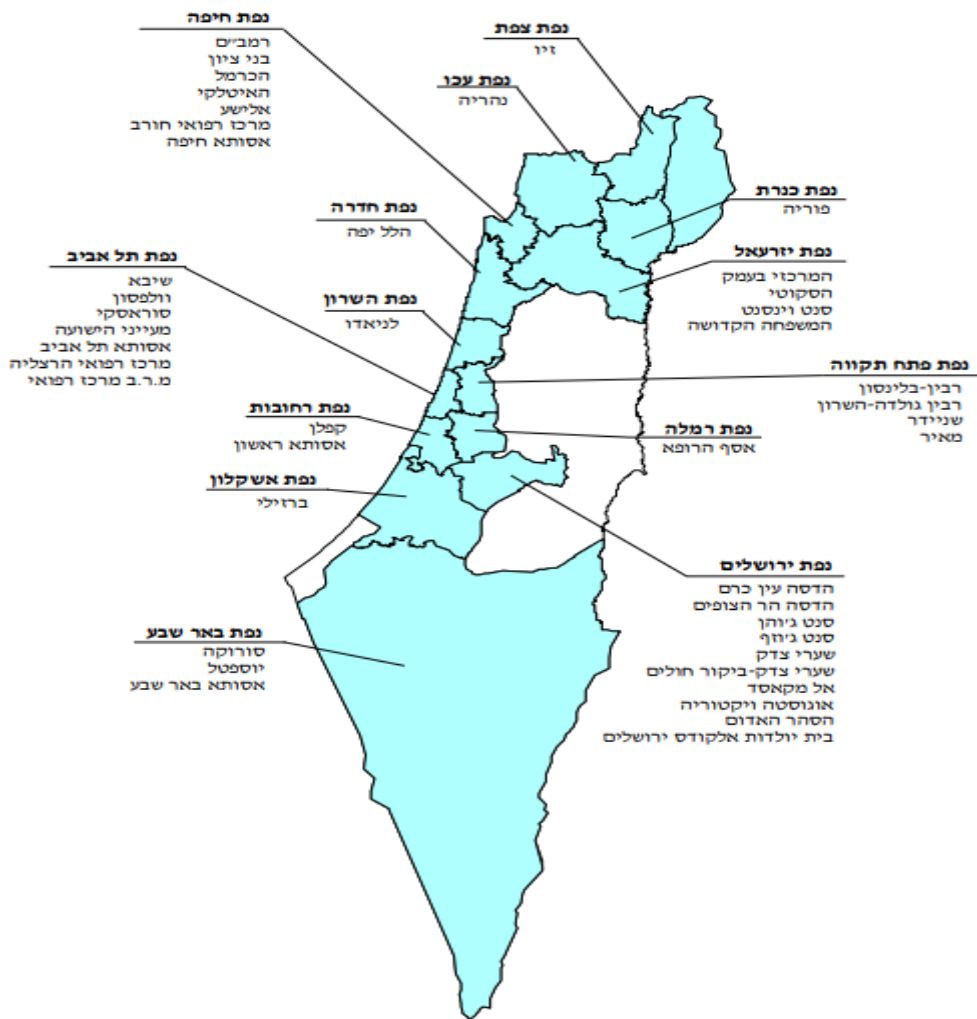 נפת חיפה
רמב״ם
בני ציון
הכרמל
האיטלקי
אלישע
מרכז רפואי חורב
אסותא חיפה
נפת צפת
זיו
נפת עכו
נהריה
נפת כנרת
פוריה
נפת חדרה
הלל יפה
נפת יזרעאל
המרכזי בעמק
הסקוטי
סנט וינסנט
המשפחה הקדושה
נפת תל אביב
שיבא
וולפסון
סוראסקי
מעייני הישועה
אסותא תל אביב
מרכז רפואי הרצליה
מ.ר.ב מרכז רפואי
נפת השרון
לניאדו
נפת פתח תקווה
רבין-בלינסון
רבין גולדה-השרון
שניידר
מאיר
נפת רחובות
קפלן
אסותא ראשון
נפת רמלה
אסף הרופא
נפת אשקלון
ברזילי
נפת ירושלים
הדסה עין כרם
הדסה הר הצופים
סנט ג׳והן
סנט ג׳וזף
שערי צדק
שערי צדק-ביקור חולים
אל מקאסד
אוגוסטה ויקטוריה
הסהר האדום
בית יולדות אלקודס ירושלים
נפת באר שבע
סורוקה
יוספטל
אסותא באר שבע